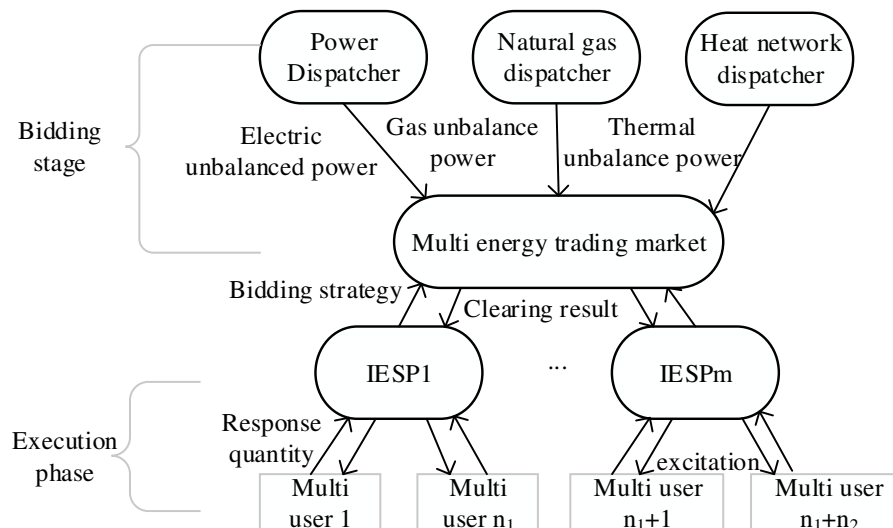 Power
Dispatcher
Natural gas
dispatcher
Heat network
dispatcher
Bidding
stage
Electric
unbalanced power
Gas unbalance
power
Thermal
unbalance power
Multi energy trading market
Bidding strategy
Clearing result
IESP1
...
IESPm
Execution
phase
Response
quantity
excitation
Multi
user 1
Multi
user n₁
Multi user
n₁+1
Multi user
n₁+n₂